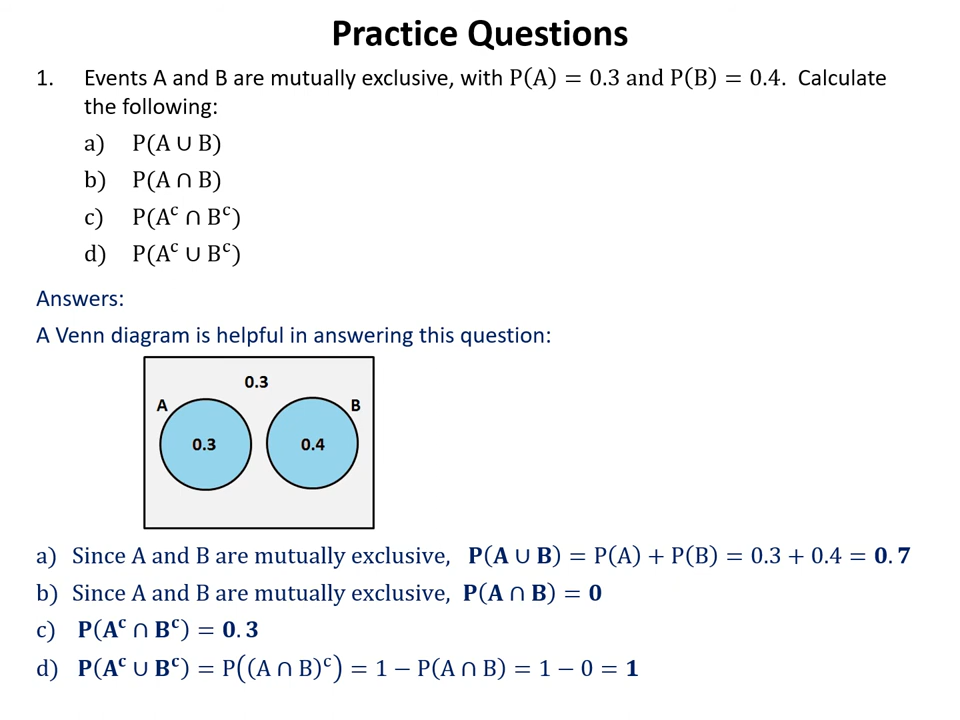 Practice Questions
1. Events A and B are mutually exclusive, with P(A) = 0.3 and P(B) = 0.4. Calculate
the following:
a) P(A ∪ B)
b) P(A ∩ B)
c) P(Aᶜ ∩ Bᶜ)
d) P(Aᶜ ∪ Bᶜ)
Answers:
A Venn diagram is helpful in answering this question:
0.3
A B
0.3 0.4
a) Since A and B are mutually exclusive, P(A ∪ B) = P(A) + P(B) = 0.3 + 0.4 = 0.7
b) Since A and B are mutually exclusive, P(A ∩ B) = 0
c) P(Aᶜ ∩ Bᶜ) = 0.3
d) P(Aᶜ ∪ Bᶜ) = P((A ∩ B)ᶜ) = 1 − P(A ∩ B) = 1 − 0 = 1